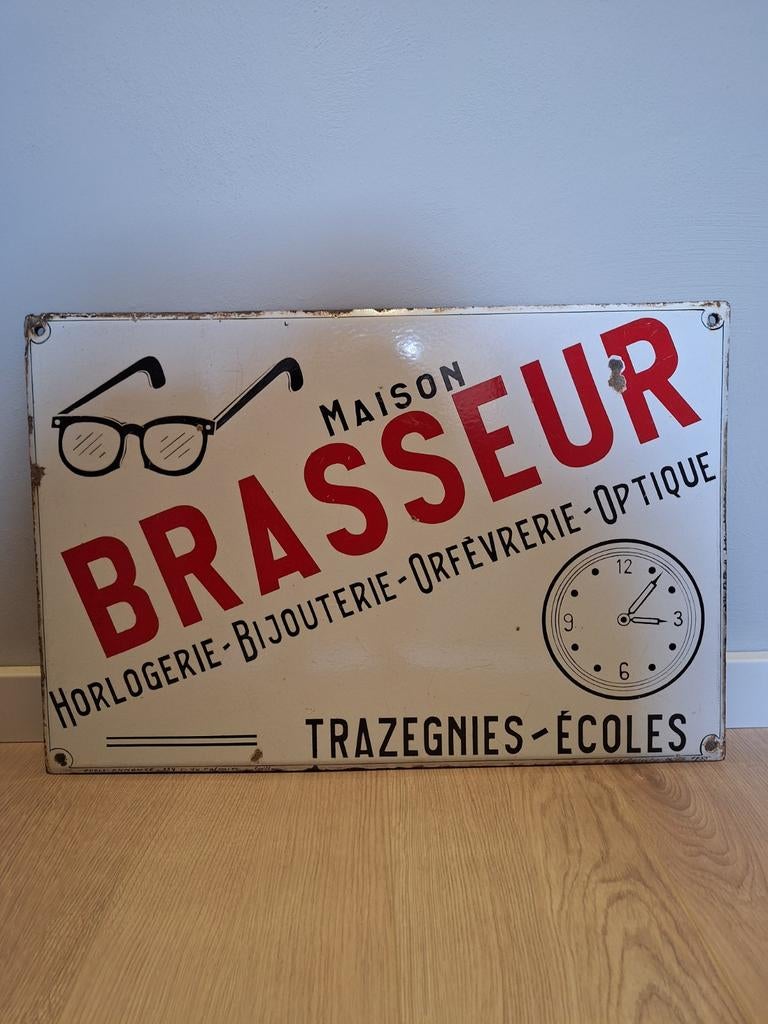 MAISON
BRASSEUR
HORLOGERIE-BIJOUTERIE-ORFÈVRERIE-OPTIQUE
12
9 3
6
TRAZEGNIES-ÉCOLES